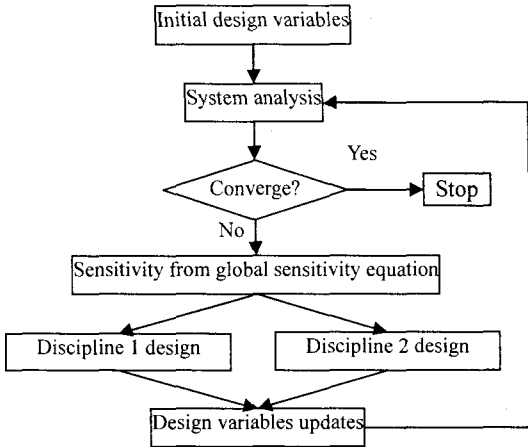 Initial design variables
System analysis
Yes
Converge?
Stop
No
Sensitivity from global sensitivity equation
Discipline 1 design
Discipline 2 design
Design variables updates